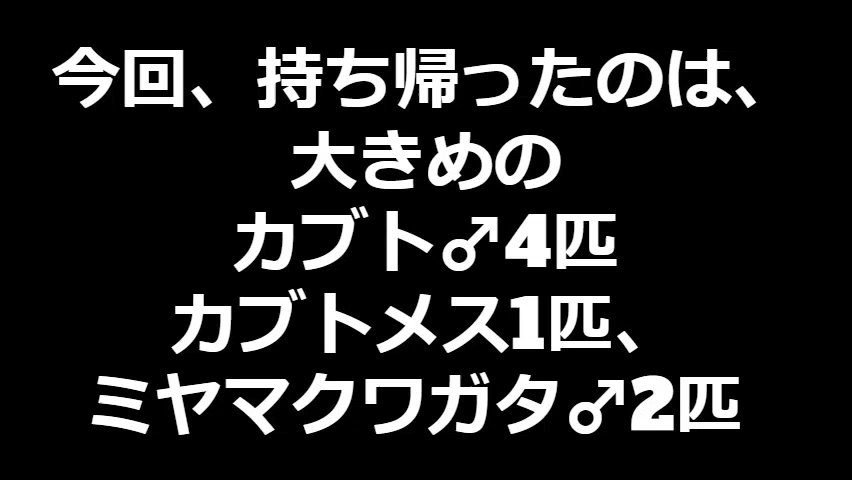 今回、持ち帰ったのは、
大きめの
カブト♂4匹
カブトメス1匹、
ミヤマクワガタ♂2匹